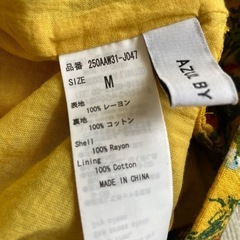 品番 250AAW31-J047
SIZE M
表地
100% レーヨン
裏地
100% コットン
Shell
100% Rayon
Lining
100% Cotton
MADE IN CHINA
AZUL BY